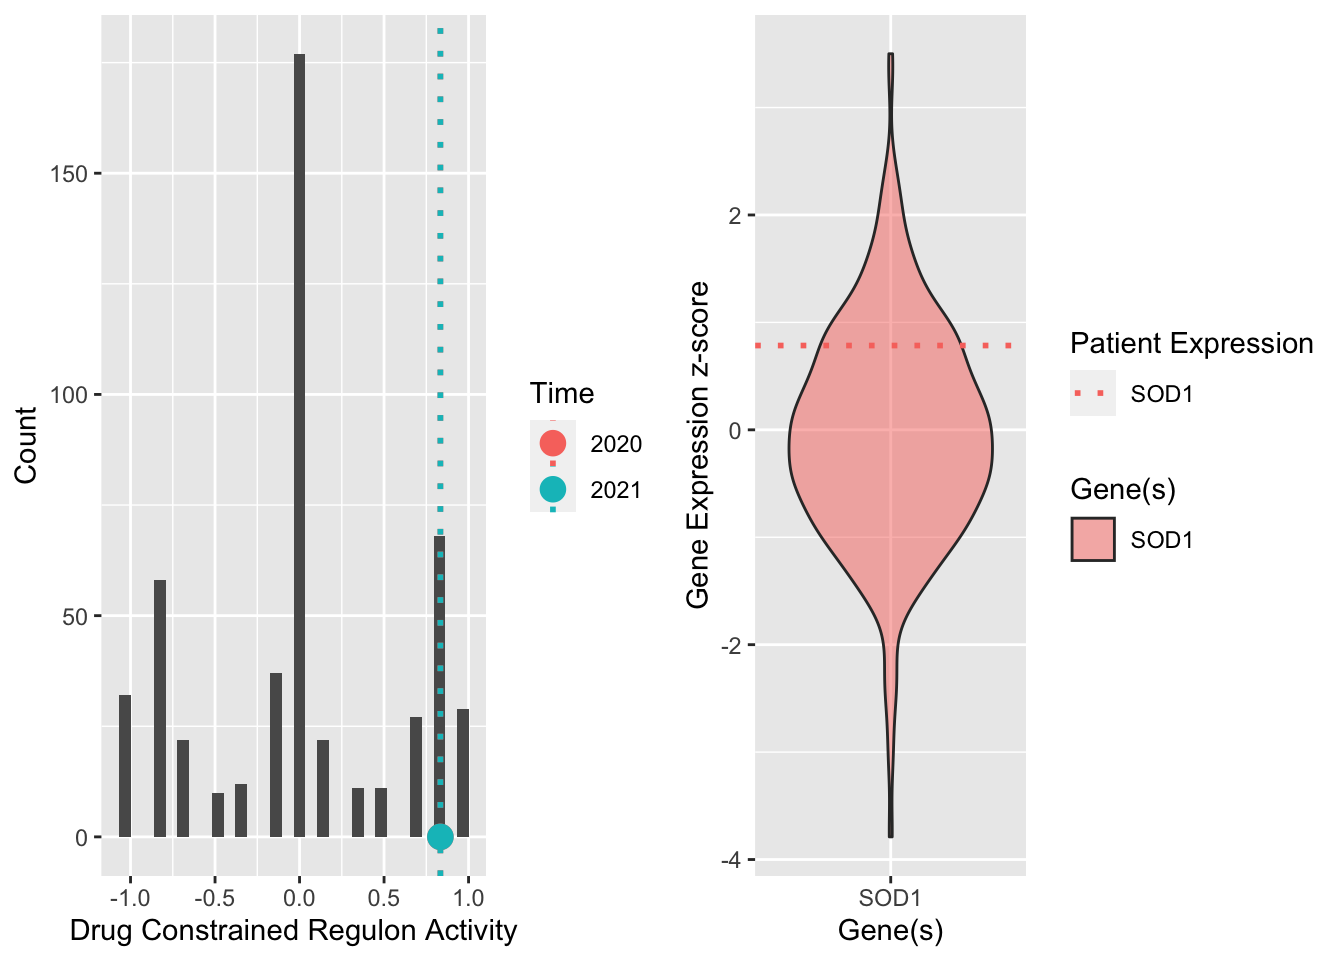 150
100
50
0
Count
-1.0
-0.5
0.0
0.5
1.0
Drug Constrained Regulon Activity
Time
2020
2021
2
0
-2
-4
Gene Expression z-score
SOD1
Gene(s)
Patient Expression
SOD1
Gene(s)
SOD1